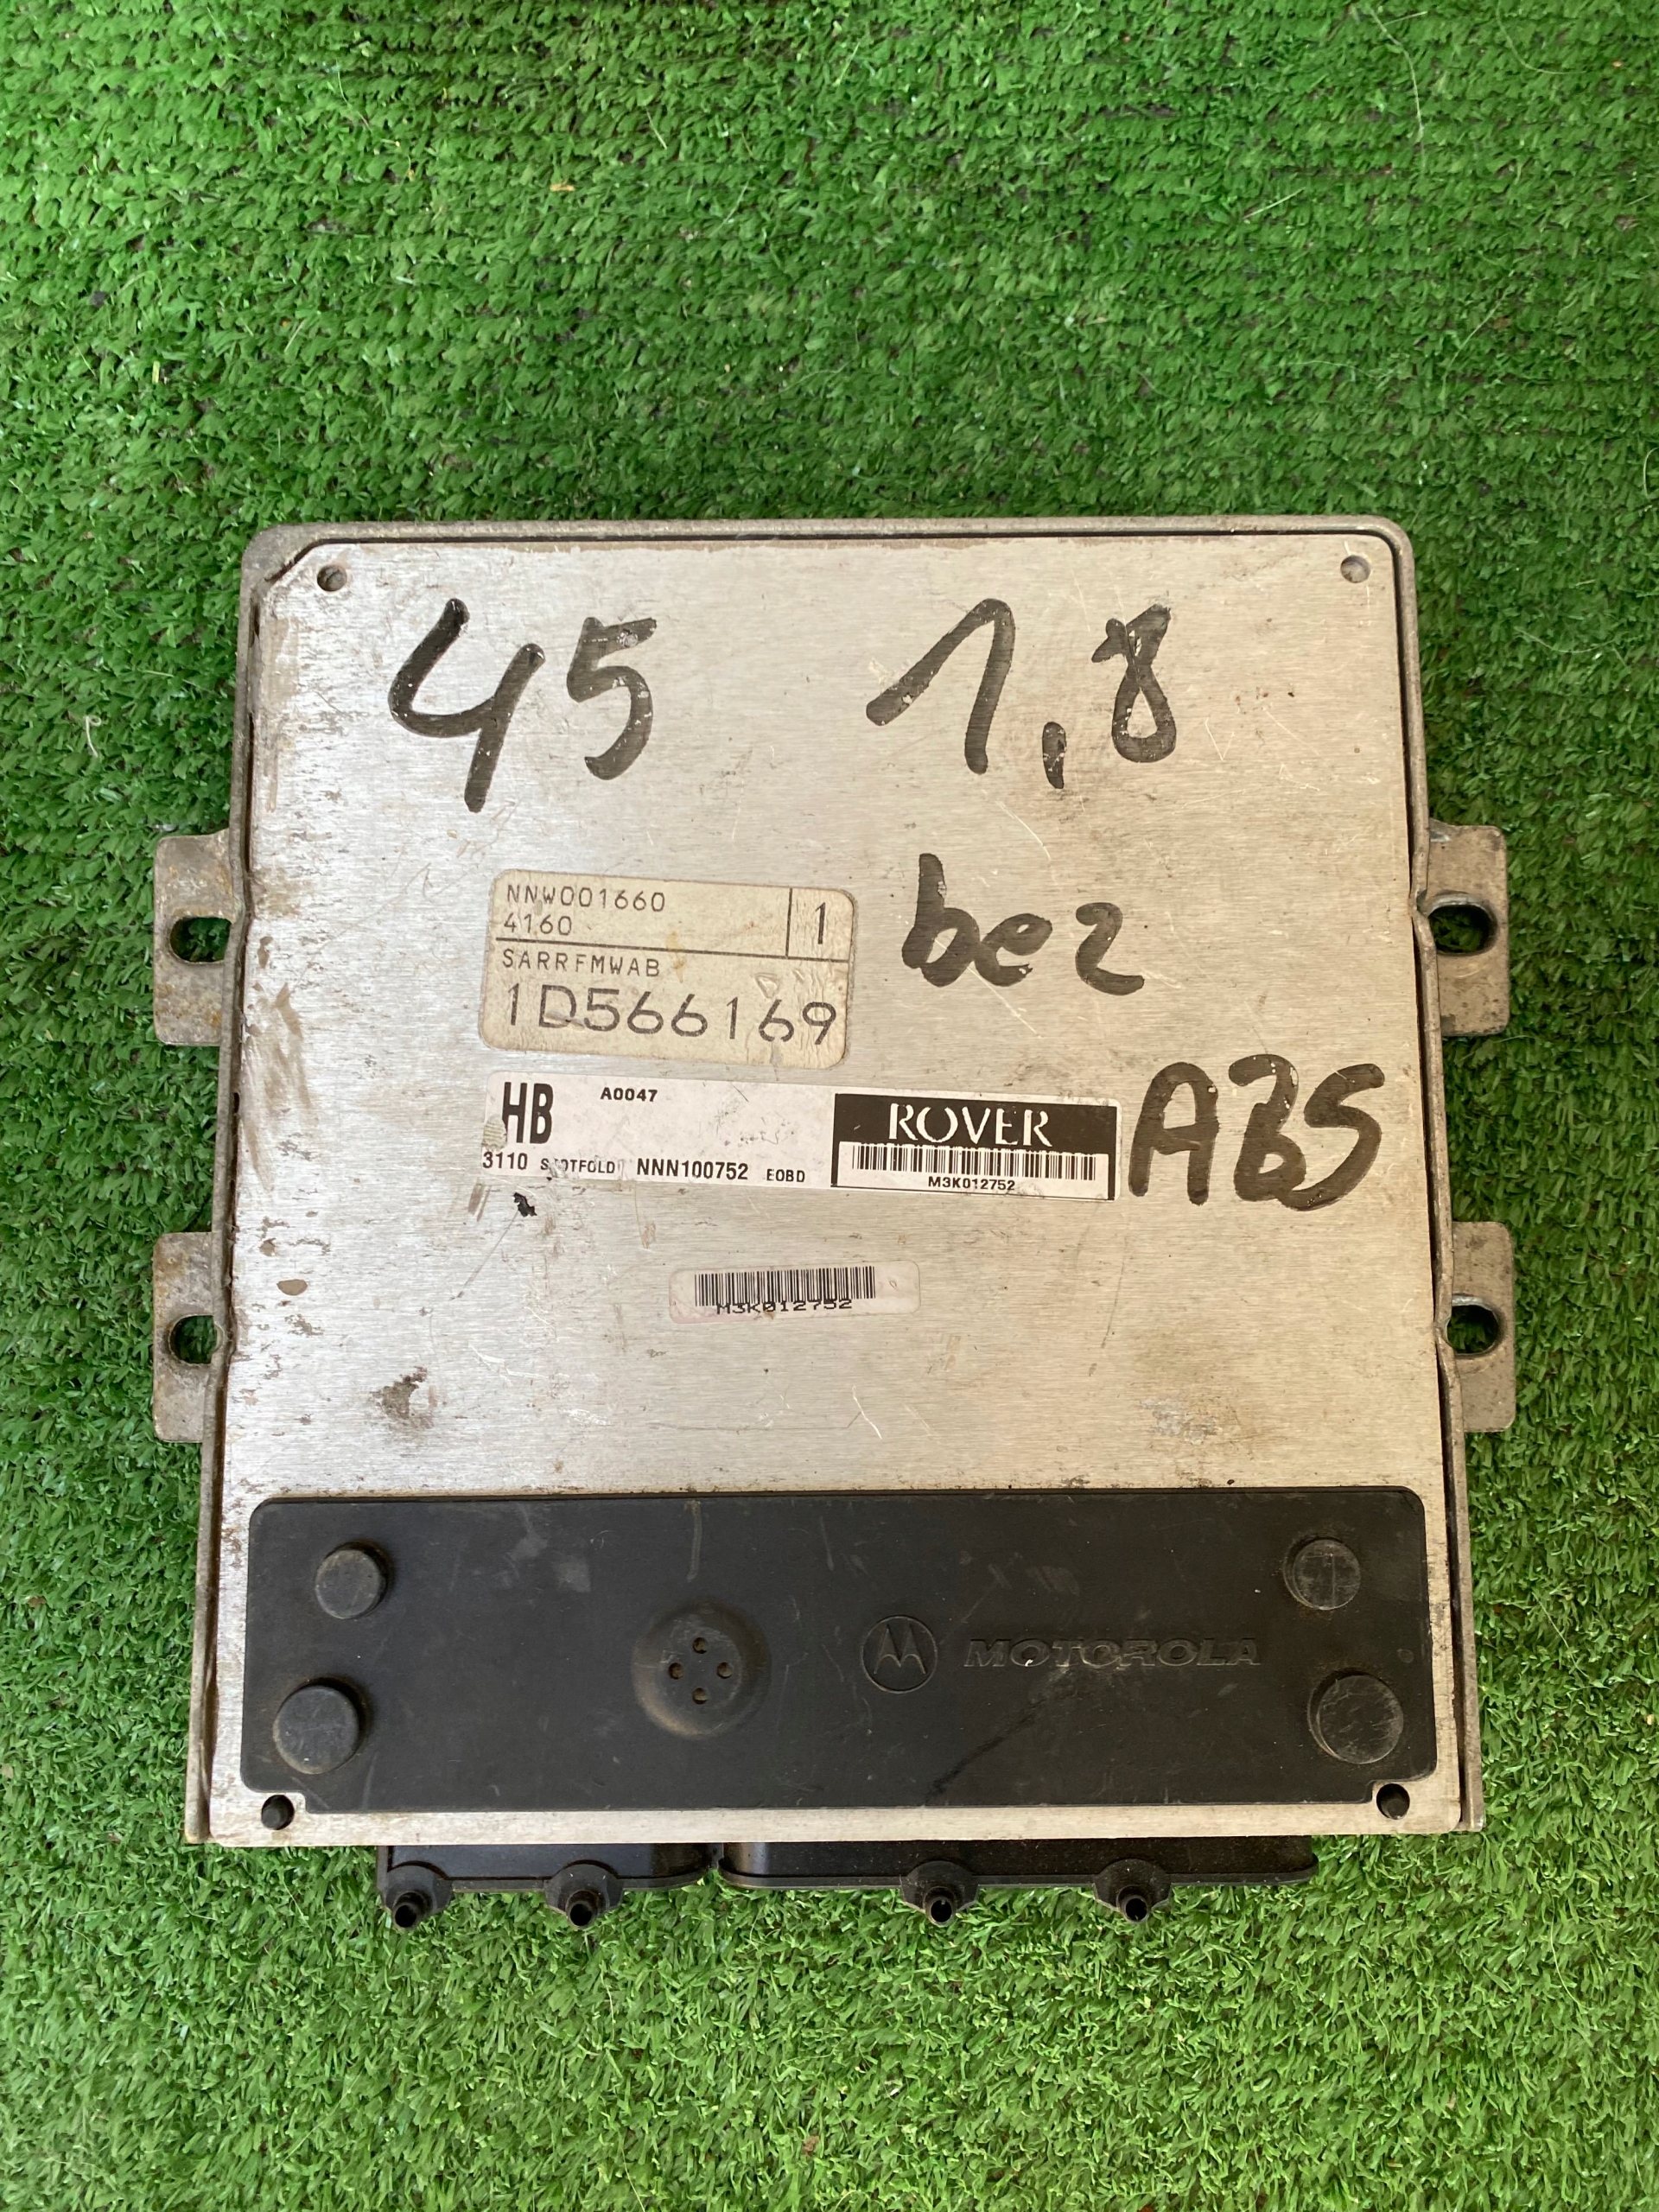 45 1,8
bez
ABS
NNW001660
4160
1
SARRFMWAB
1D566169
HB A0047
3110 NNN100752 EOBD
ROVER
M3K012752
M3K012752
MOTOROLA